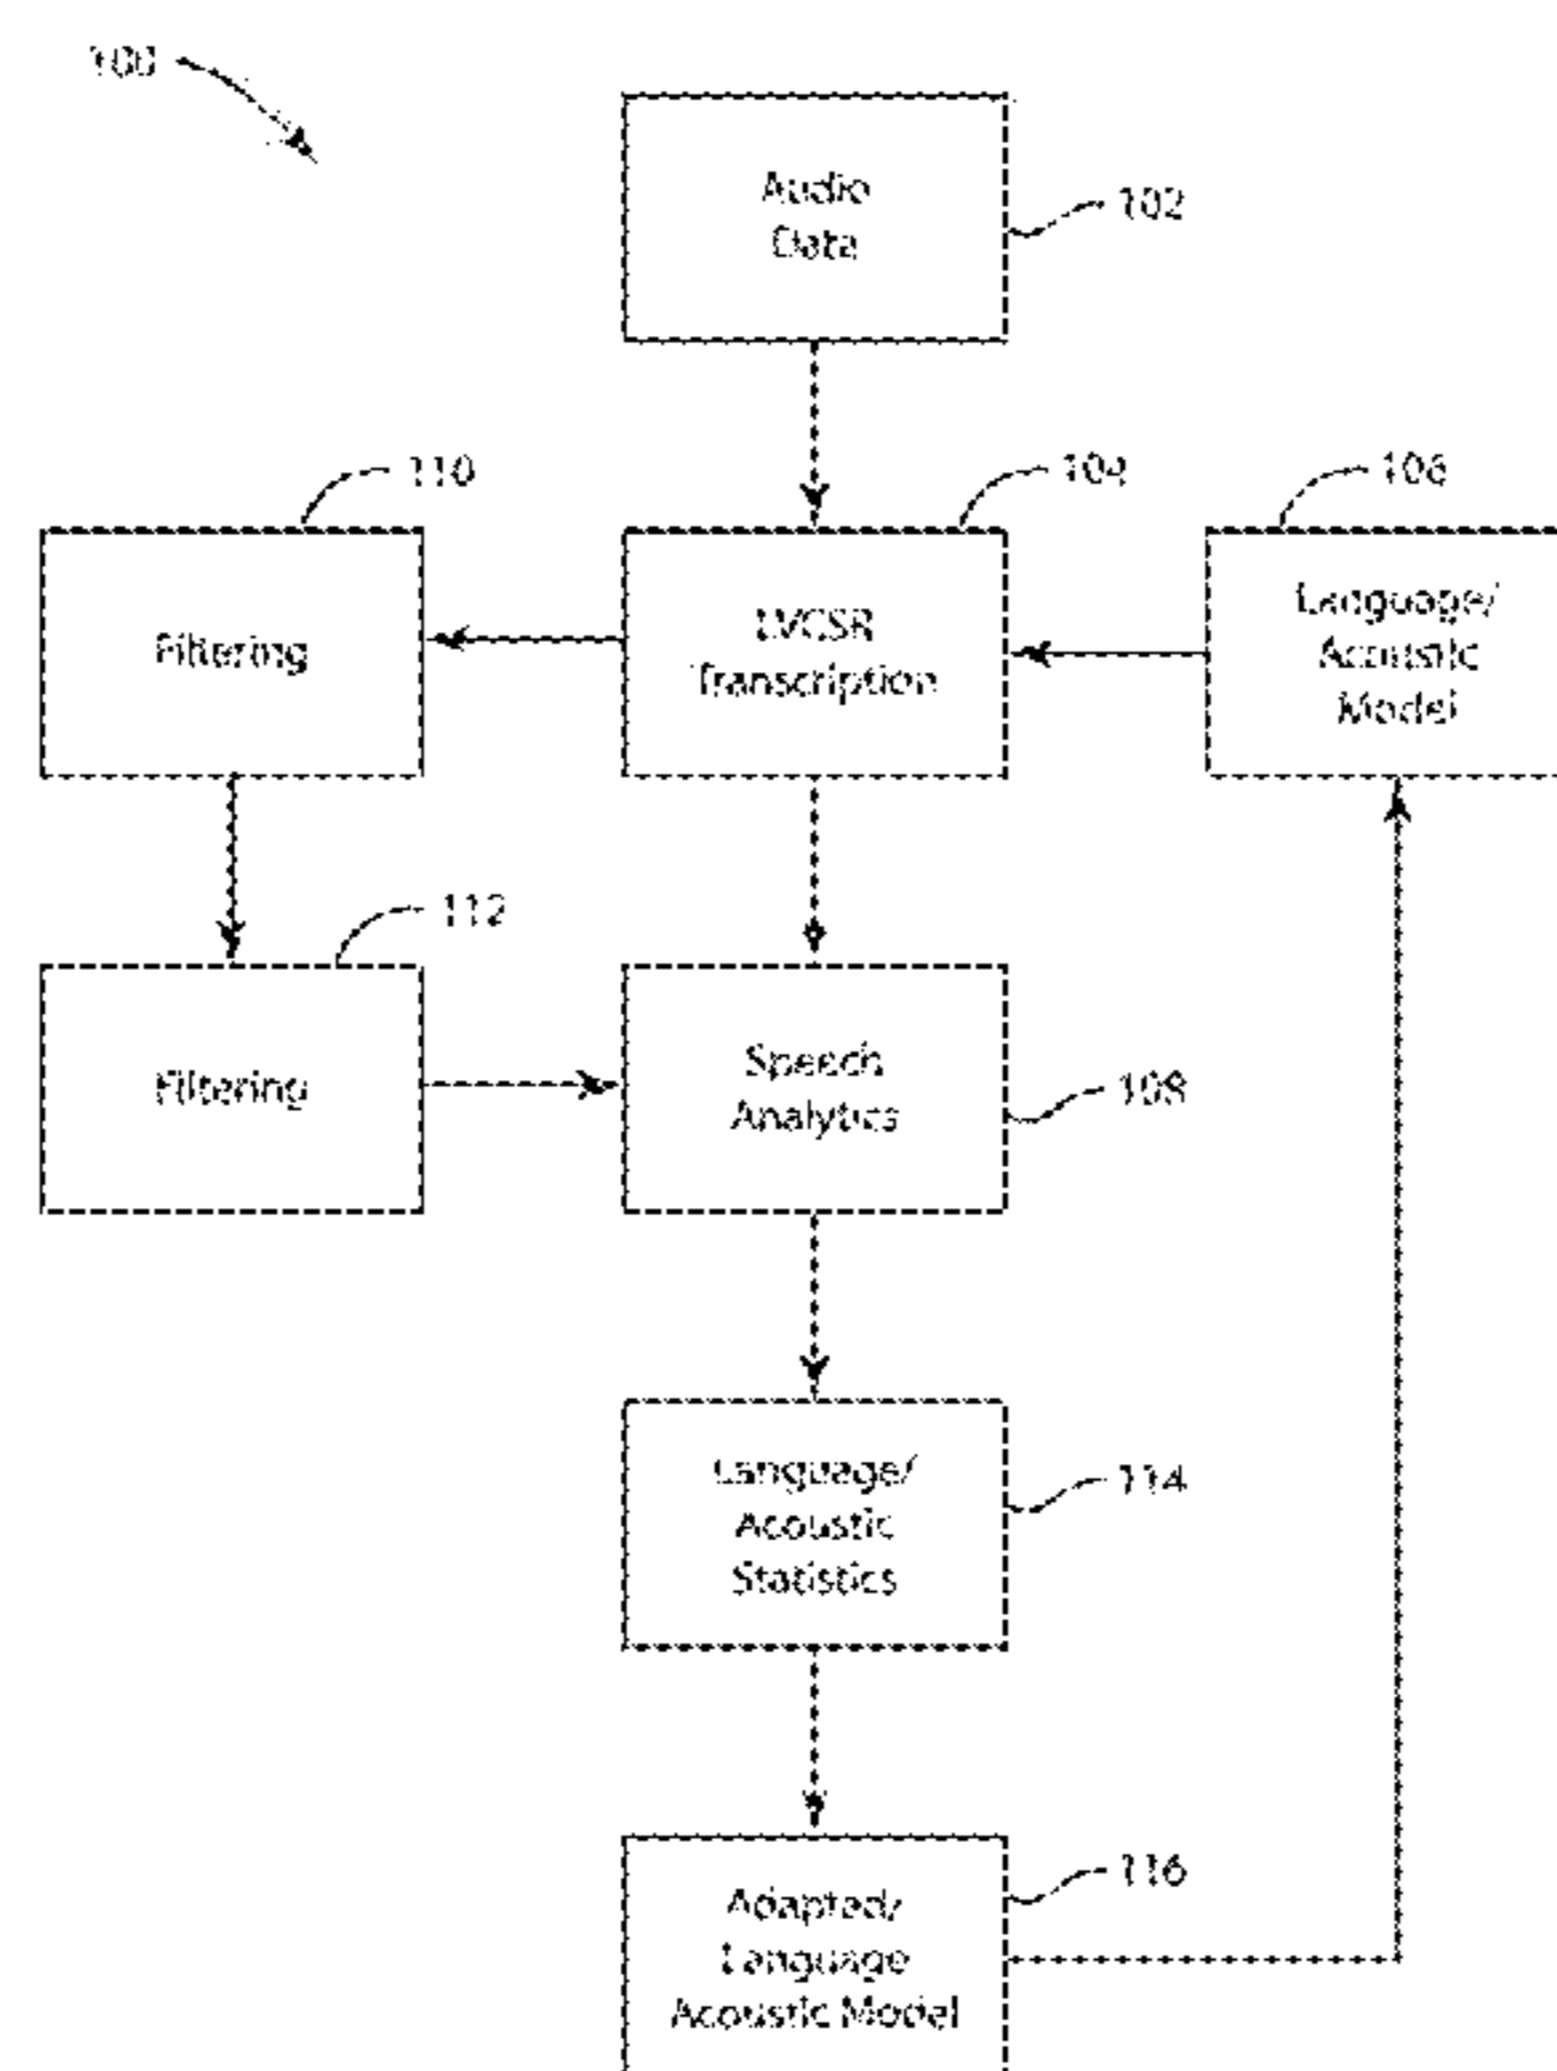 100
Audio
Data
102
110
104
106
Filtering
LVCSR
Transcription
Language/
Acoustic
Model
112
Filtering
Speech
Analytics
108
Language/
Acoustic
Statistics
114
Adapted/
Language
Acoustic Model
116